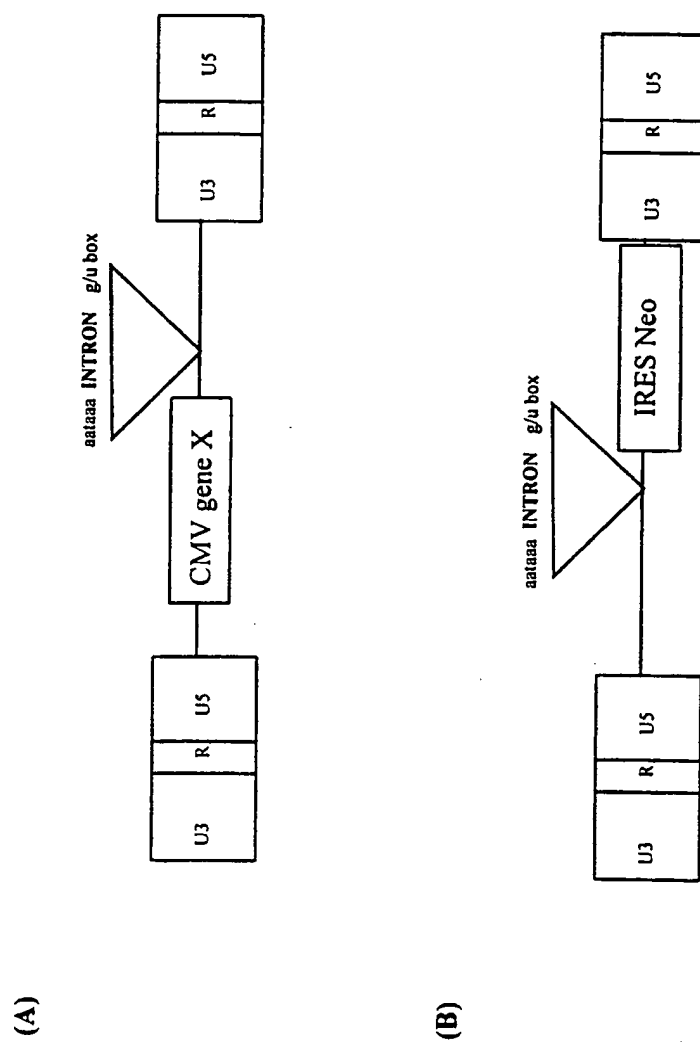 (A)
aataaa INTRON g/u box
U3 R U5 CMV gene X U3 R U5
(B)
aataaa INTRON g/u box
U3 R U5 IRES Neo U3 R U5